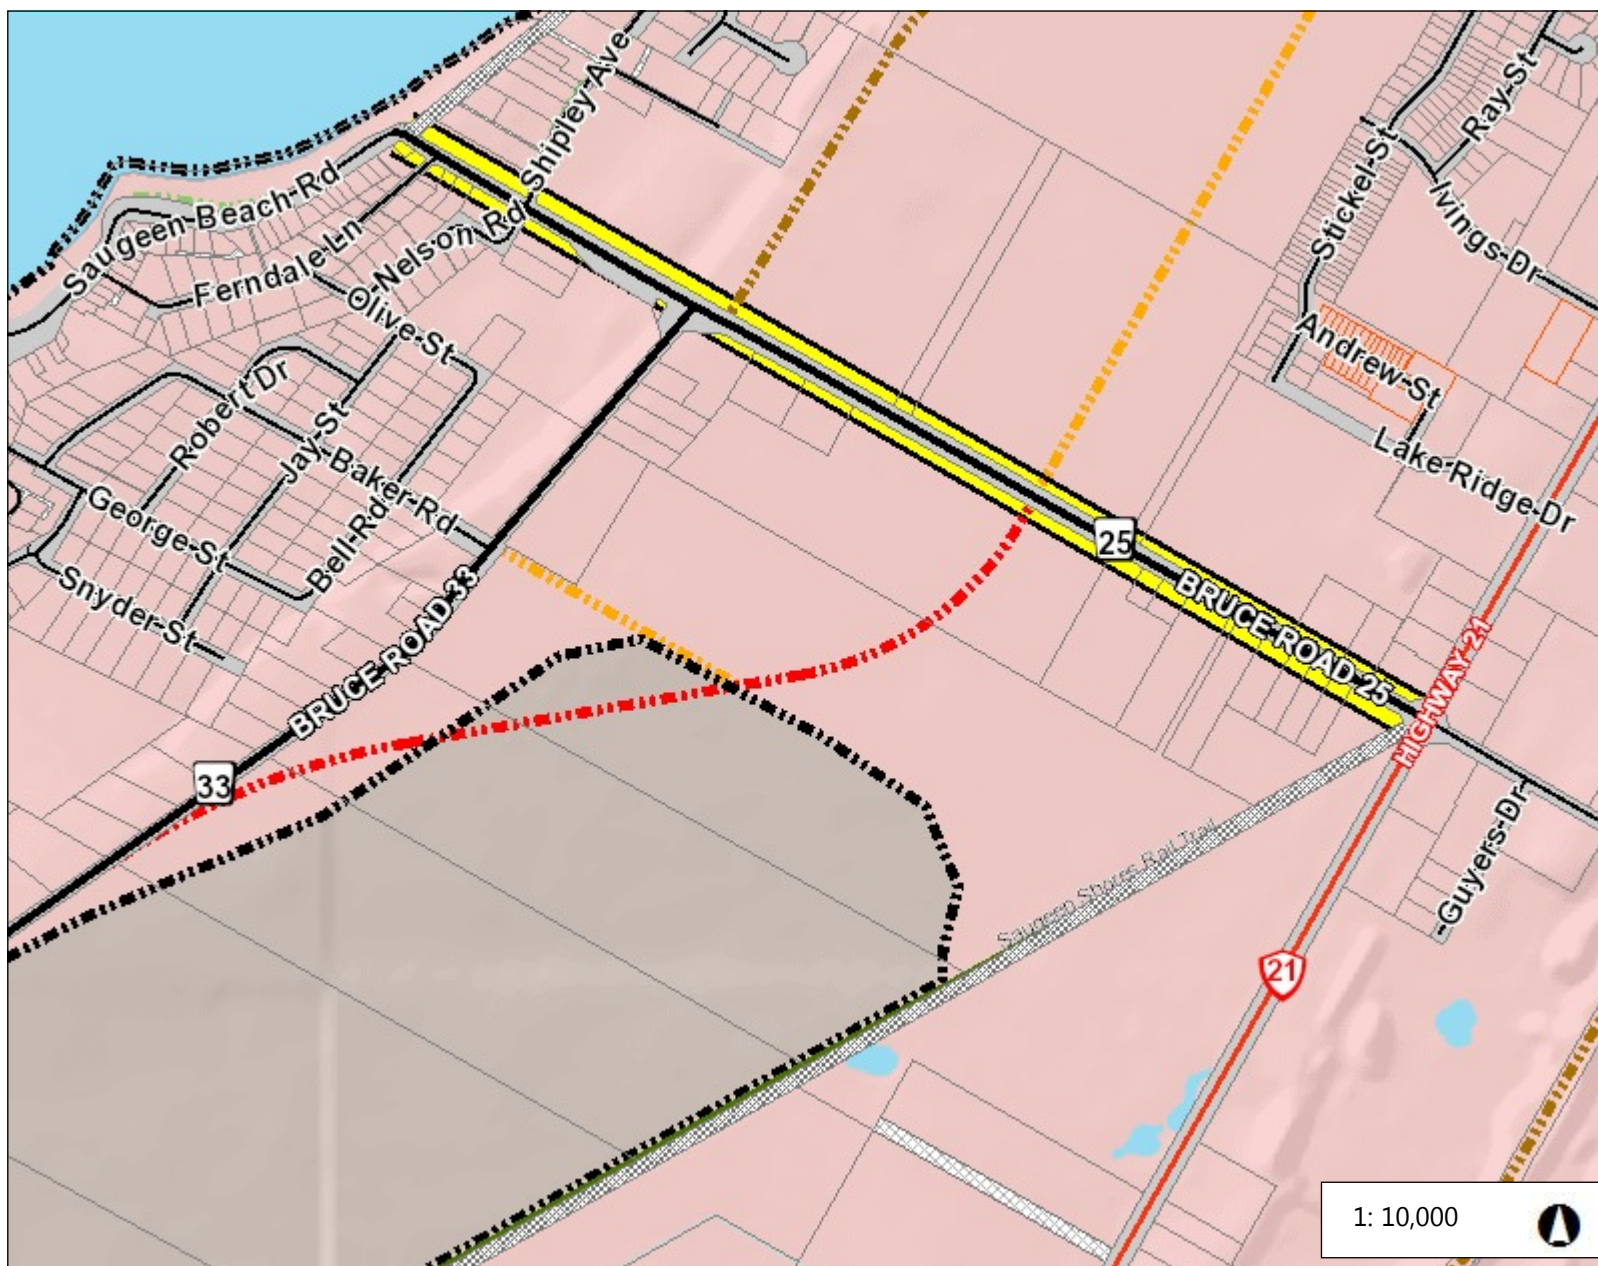 Shipley Ave
Saugeen Beach Rd
Nelson Rd
Ferndale Ln
Olive St
Ray St
Stickel St
Ivings Dr
Andrew St
Lake Ridge Dr
Robert Dr
Jay St
Baker Rd
George St
Bell Rd
Snyder St
BRUCE ROAD 33
33
25
BRUCE ROAD 25
HIGHWAY 21
Guyers Dr
Saugeen Shores Rail Trail
21
1: 10,000